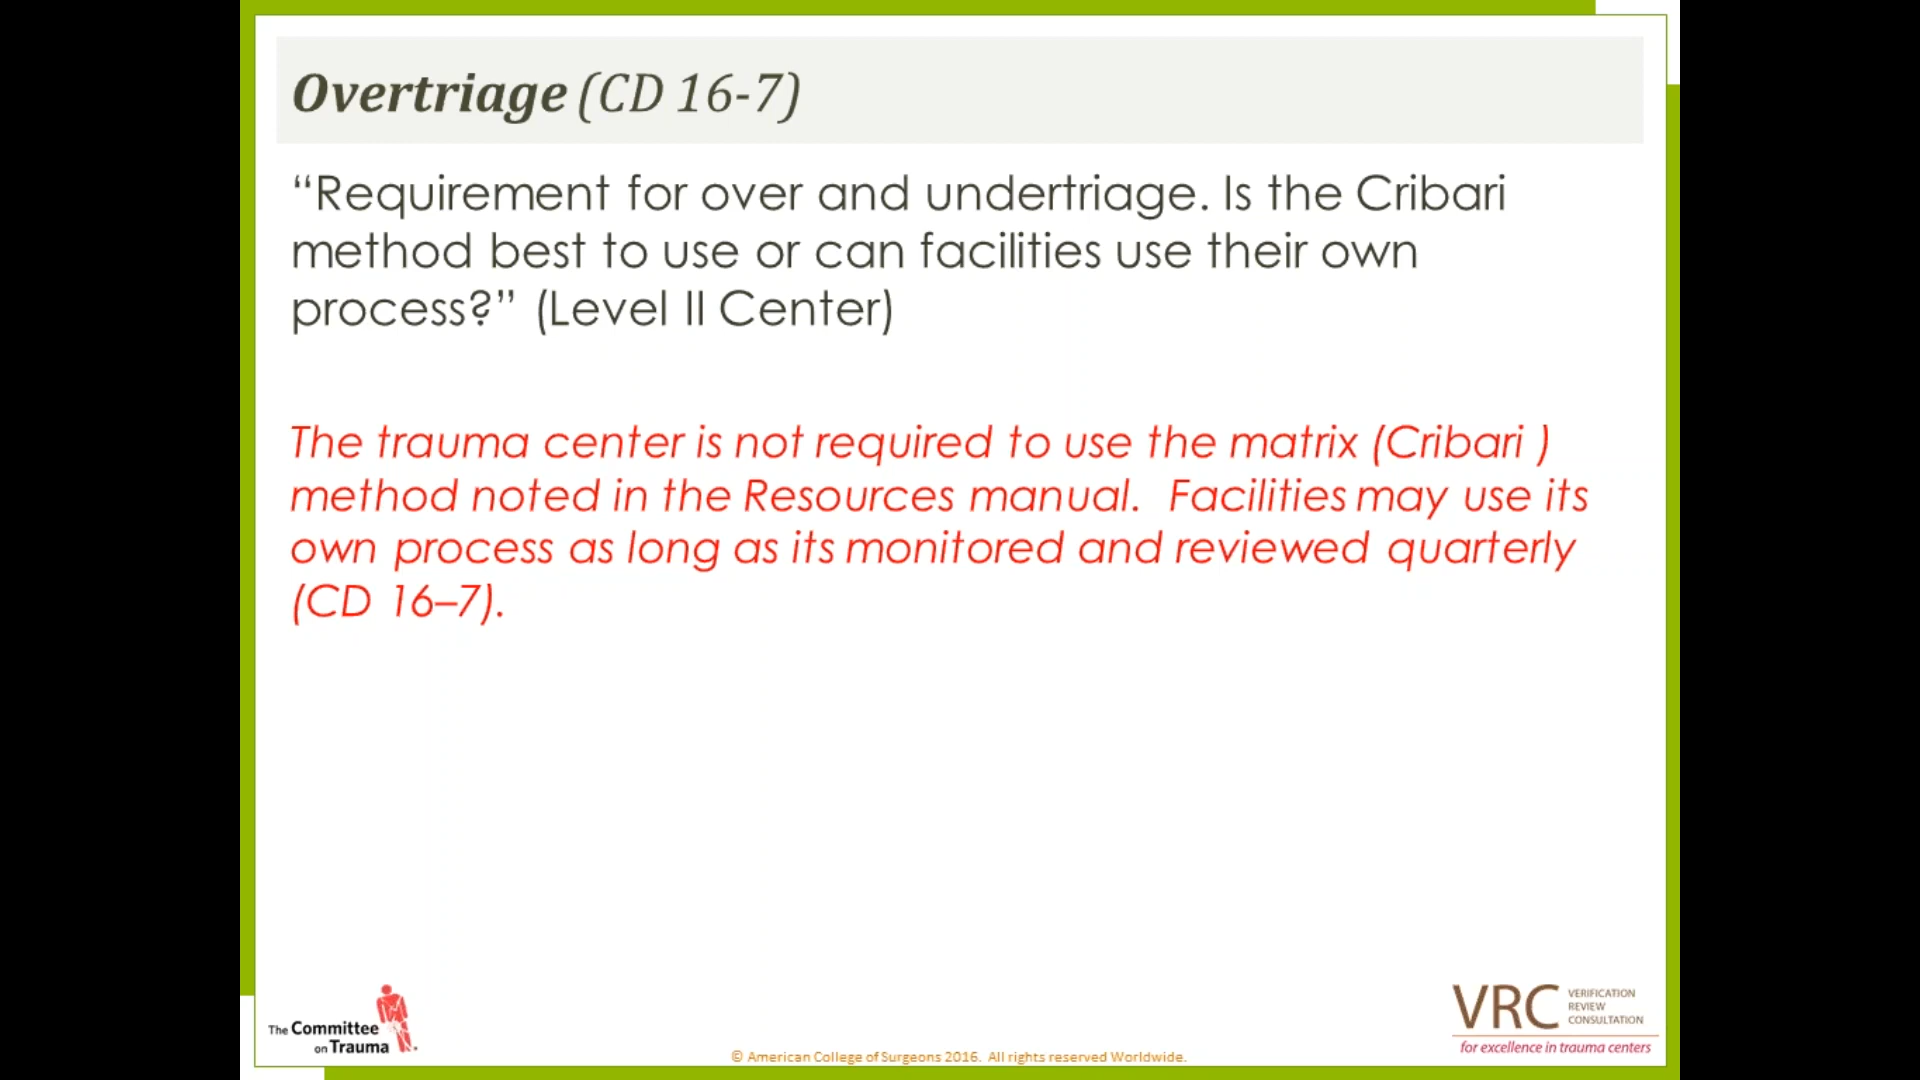 Overtriage (CD 16-7)
“Requirement for over and undertriage. Is the Cribari
method best to use or can facilities use their own
process?” (Level II Center)
The trauma center is not required to use the matrix (Cribari )
method noted in the Resources manual.  Facilities may use its
own process as long as its monitored and reviewed quarterly
(CD 16–7).
The Committee
on Trauma
© American College of Surgeons 2016.  All rights reserved Worldwide.
VRC VERIFICATION
REVIEW
CONSULTATION
for excellence in trauma centers